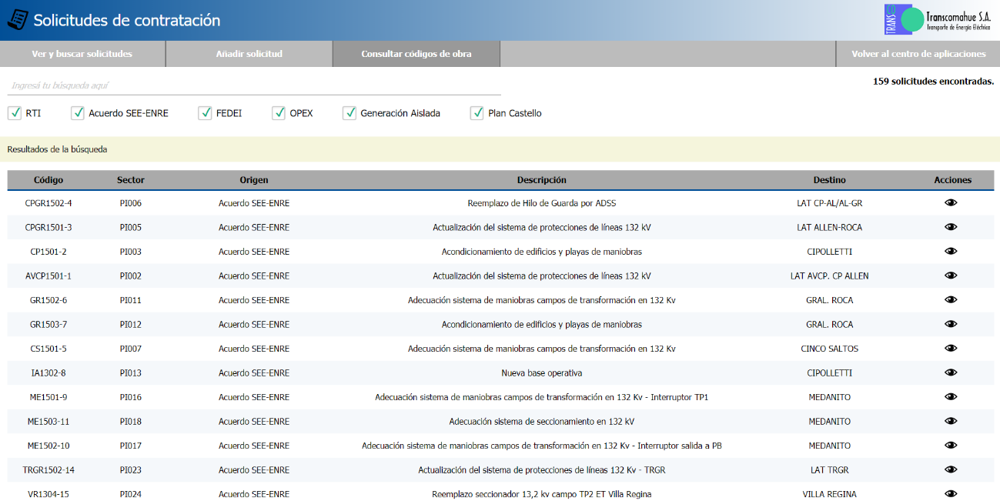 Solicitudes de contratación
TRANS-CO
Transcomahue S.A.
Transporte de Energía Eléctrica
Ver y buscar solicitudes Añadir solicitud Consultar códigos de obra Volver al centro de aplicaciones
Ingresá tu búsqueda aquí
159 solicitudes encontradas.
RTI Acuerdo SEE-ENRE FEDEI OPEX Generación Aislada Plan Castello
Resultados de la búsqueda
Código Sector Origen Descripción Destino Acciones
CPGR1502-4 PI006 Acuerdo SEE-ENRE Reemplazo de Hilo de Guarda por ADSS LAT CP-AL/AL-GR
CPGR1501-3 PI005 Acuerdo SEE-ENRE Actualización del sistema de protecciones de líneas 132 kV LAT ALLEN-ROCA
CP1501-2 PI003 Acuerdo SEE-ENRE Acondicionamiento de edificios y playas de maniobras CIPOLLETTI
AVCP1501-1 PI002 Acuerdo SEE-ENRE Actualización del sistema de protecciones de líneas 132 kV LAT AVCP. CP ALLEN
GR1502-6 PI011 Acuerdo SEE-ENRE Adecuación sistema de maniobras campos de transformación en 132 Kv GRAL. ROCA
GR1503-7 PI012 Acuerdo SEE-ENRE Acondicionamiento de edificios y playas de maniobras GRAL. ROCA
CS1501-5 PI007 Acuerdo SEE-ENRE Adecuación sistema de maniobras campos de transformación en 132 Kv CINCO SALTOS
IA1302-8 PI013 Acuerdo SEE-ENRE Nueva base operativa CIPOLLETTI
ME1501-9 PI016 Acuerdo SEE-ENRE Adecuación sistema de maniobras campos de transformación en 132 Kv - Interruptor TP1 MEDANITO
ME1503-11 PI018 Acuerdo SEE-ENRE Adecuación sistema de seccionamiento en 132 kV MEDANITO
ME1502-10 PI017 Acuerdo SEE-ENRE Adecuación sistema de maniobras campos de transformación en 132 Kv - Interruptor salida a PB MEDANITO
TRGR1502-14 PI023 Acuerdo SEE-ENRE Actualización del sistema de protecciones de líneas 132 Kv - TRGR LAT TRGR
VR1304-15 PI024 Acuerdo SEE-ENRE Reemplazo seccionador 13,2 kv campo TP2 ET Villa Regina VILLA REGINA